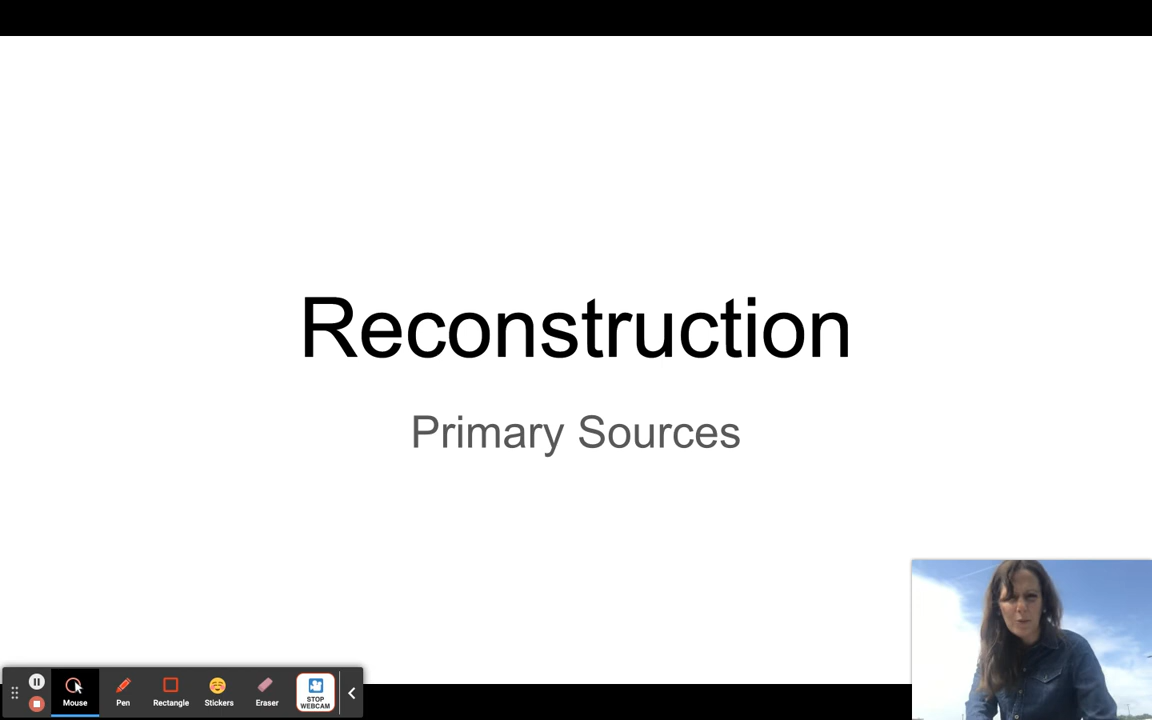 Reconstruction
Primary Sources
Mouse
Pen
Rectangle
Stickers
Eraser
STOP
WEBCAM